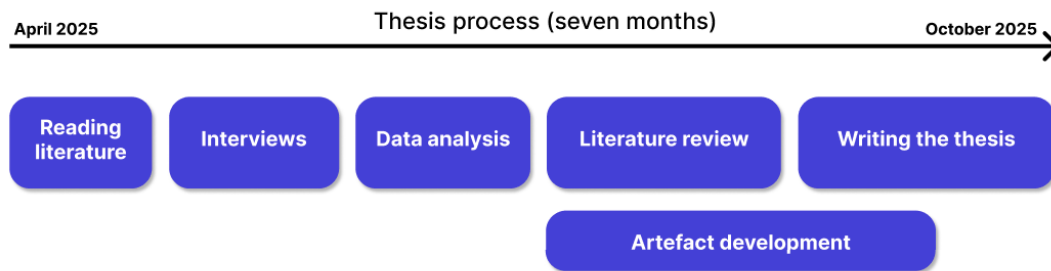 Thesis process (seven months)
April 2025
October 2025
Reading
literature
Interviews
Data analysis
Literature review
Writing the thesis
Artefact development